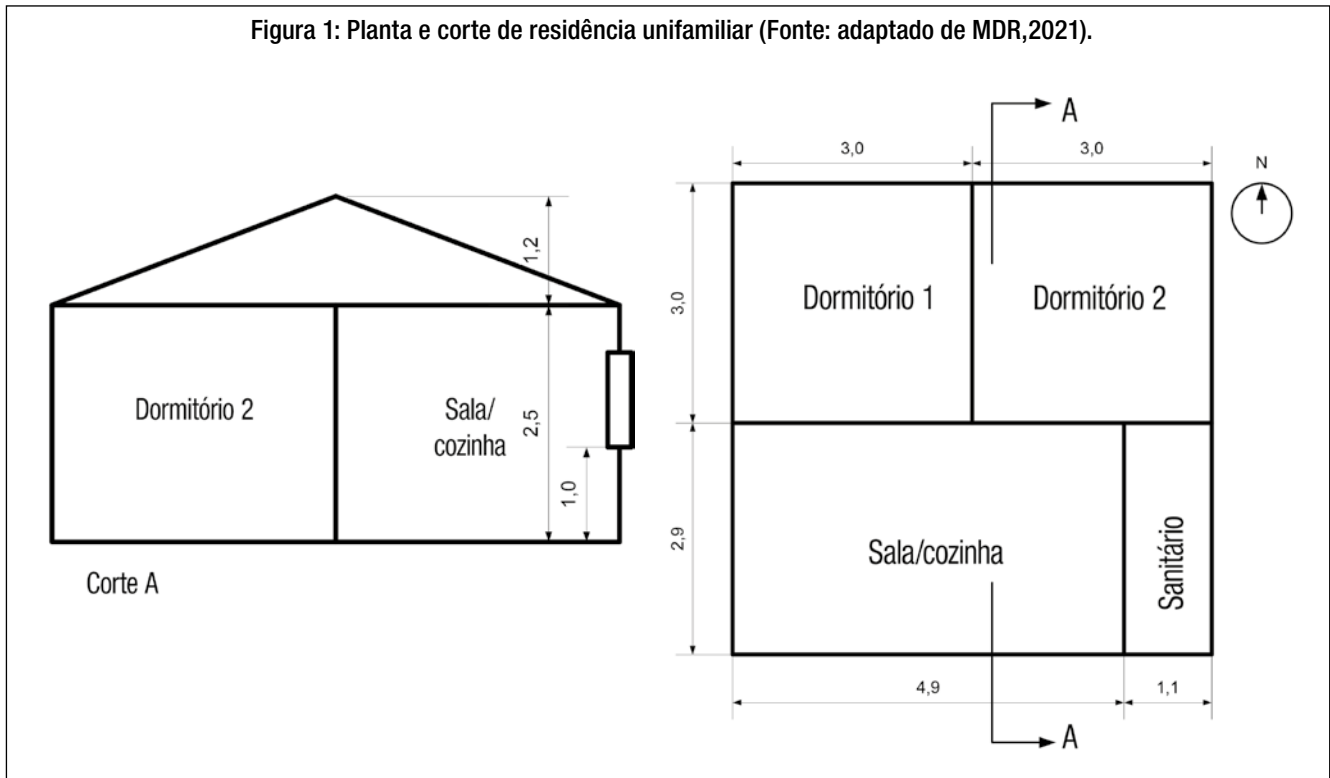 Figura 1: Planta e corte de residência unifamiliar (Fonte: adaptado de MDR,2021).
1,2
Dormitório 2
Sala/
cozinha
2,5
1,0
Corte A
A
3,0
3,0
N
3,0
Dormitório 1
Dormitório 2
2,9
Sala/cozinha
Sanitário
4,9
1,1
A